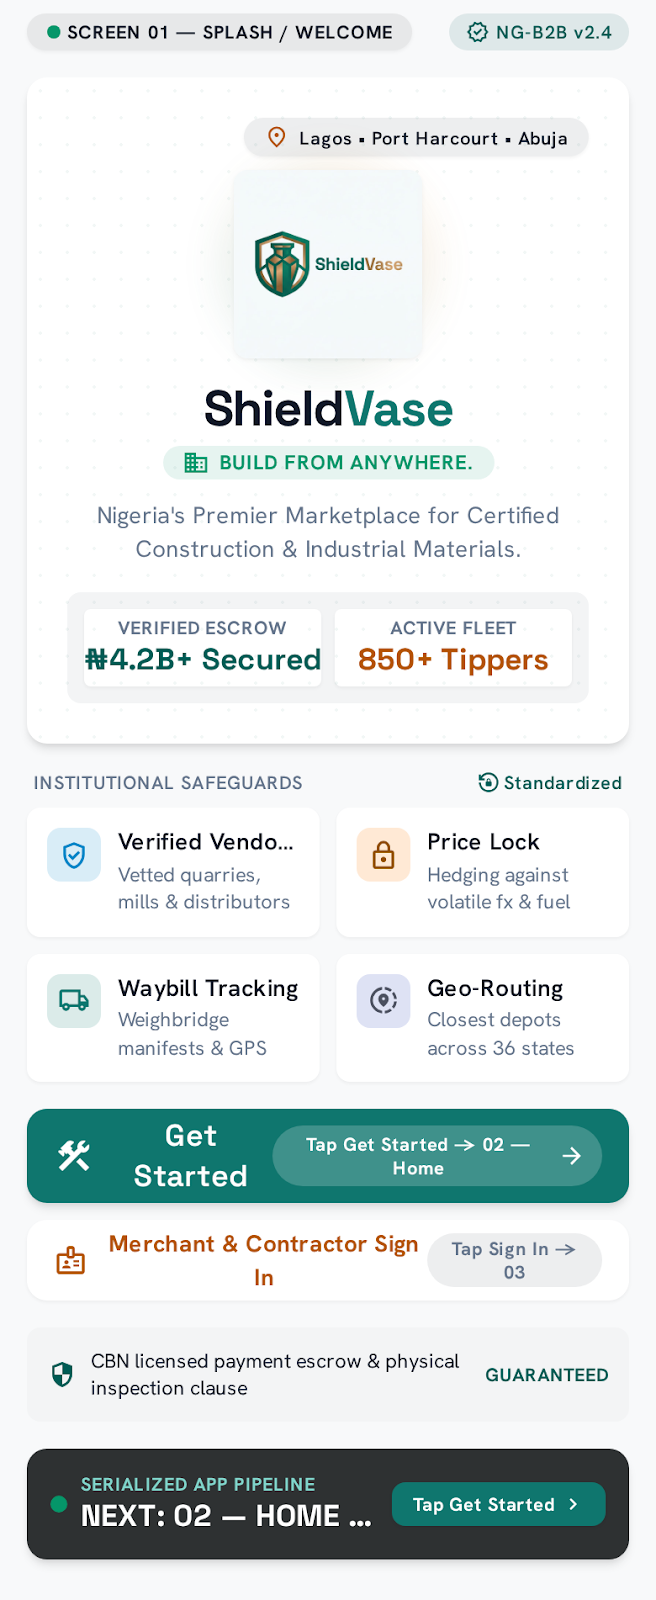 SCREEN 01 — SPLASH / WELCOME
NG-B2B v2.4
Lagos • Port Harcourt • Abuja
ShieldVase
ShieldVase
BUILD FROM ANYWHERE.
Nigeria's Premier Marketplace for Certified
Construction & Industrial Materials.
VERIFIED ESCROW
₦4.2B+ Secured
ACTIVE FLEET
850+ Tippers
INSTITUTIONAL SAFEGUARDS
Standardized
Verified Vendo...
Vetted quarries,
mills & distributors
Price Lock
Hedging against
volatile fx & fuel
Waybill Tracking
Weighbridge
manifests & GPS
Geo-Routing
Closest depots
across 36 states
Get
Started
Tap Get Started → 02 —
Home
Merchant & Contractor Sign
In
Tap Sign In →
03
CBN licensed payment escrow & physical
inspection clause
GUARANTEED
SERIALIZED APP PIPELINE
NEXT: 02 — HOME ...
Tap Get Started